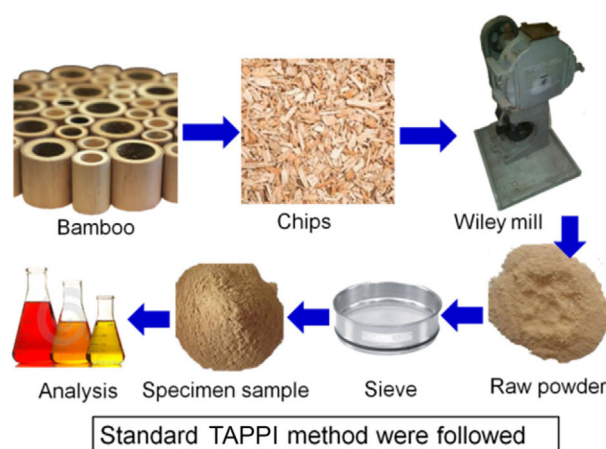 Bamboo
Chips
Wiley mill
Raw powder
Sieve
Specimen sample
Analysis
Standard TAPPI method were followed